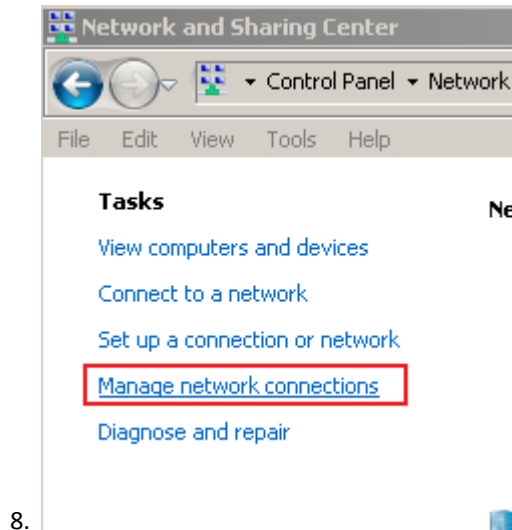 Network and Sharing Center
Control Panel Network
File Edit View Tools Help
Tasks
Ne
View computers and devices
Connect to a network
Set up a connection or network
Manage network connections
Diagnose and repair
8.